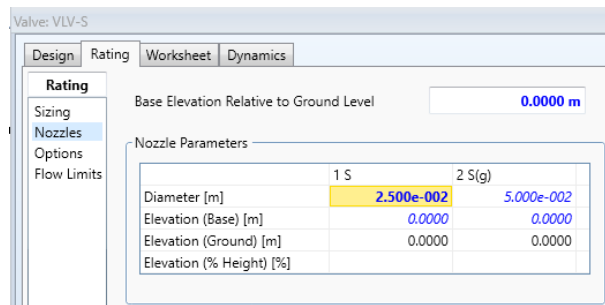 Valve: VLV-S
Design Rating Worksheet Dynamics
Rating
Sizing
Nozzles
Options
Flow Limits
Base Elevation Relative to Ground Level 0.0000 m
Nozzle Parameters
1 S 2 S(g)
Diameter [m] 2.500e-002 5.000e-002
Elevation (Base) [m] 0.0000 0.0000
Elevation (Ground) [m] 0.0000 0.0000
Elevation (% Height) [%]